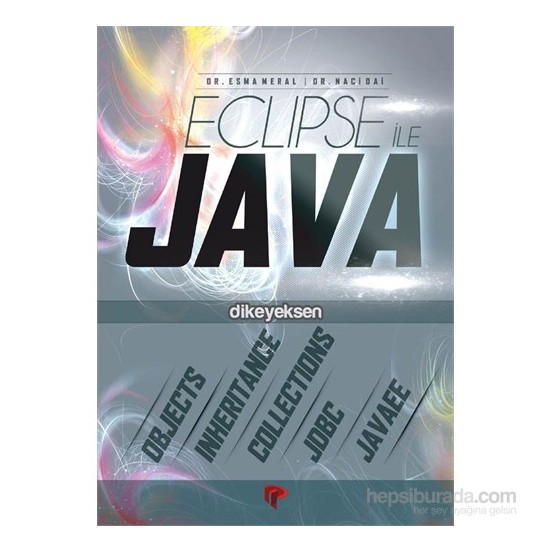 DR. ESMA MERAL | DR. NACİ DAİ
ECLIPSE İLE
JAVA
dikeyeksen
OBJECTS
INHERITANCE
COLLECTIONS
JDBC
JAVAEE
hepsiburada.com
her şey ayağına gelsin